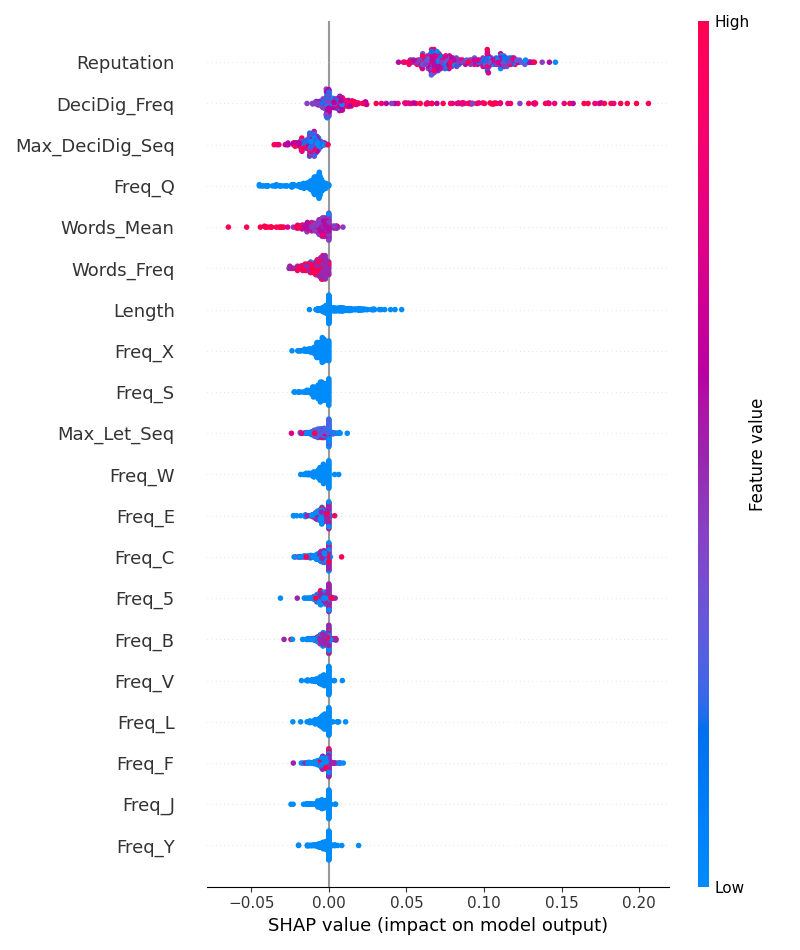 High
Reputation
DeciDig_Freq
Max_DeciDig_Seq
Freq_Q
Words_Mean
Words_Freq
Length
Freq_X
Freq_S
Max_Let_Seq
Freq_W
Freq_E
Freq_C
Freq_5
Freq_B
Freq_V
Freq_L
Freq_F
Freq_J
Freq_Y
Feature value
Low
−0.05 0.00 0.05 0.10 0.15 0.20
SHAP value (impact on model output)